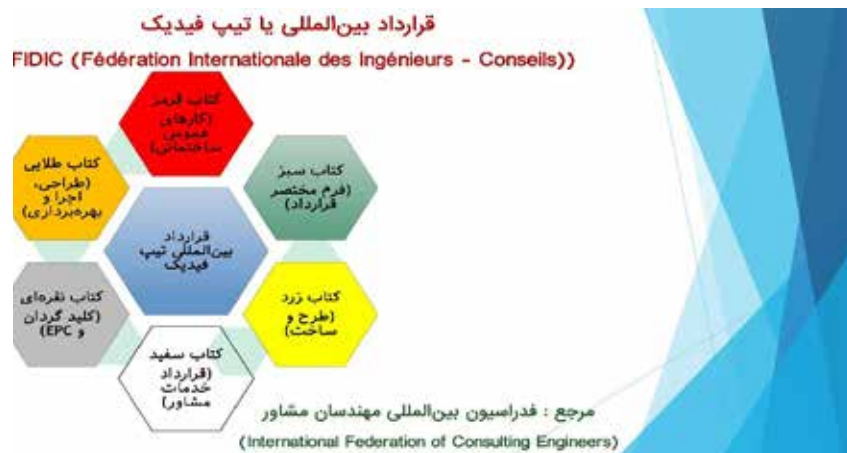 قرارداد بین‌المللی یا تیپ فیدیک
FIDIC (Fédération Internationale des Ingénieurs - Conseils))
کتاب قرمز
(کارهای
عمومی
ساختمانی)
کتاب سبز
(فرم مختصر
قرارداد)
کتاب زرد
(طرح و
ساخت)
کتاب سفید
(قرارداد
خدمات
مشاور)
کتاب نقره‌ای
(کلید گردان
و EPC)
کتاب طلایی
(طراحی،
اجرا و
بهره‌برداری)
قرارداد
بین‌المللی تیپ
فیدیک
مرجع : فدراسیون بین‌المللی مهندسان مشاور
(International Federation of Consulting Engineers)